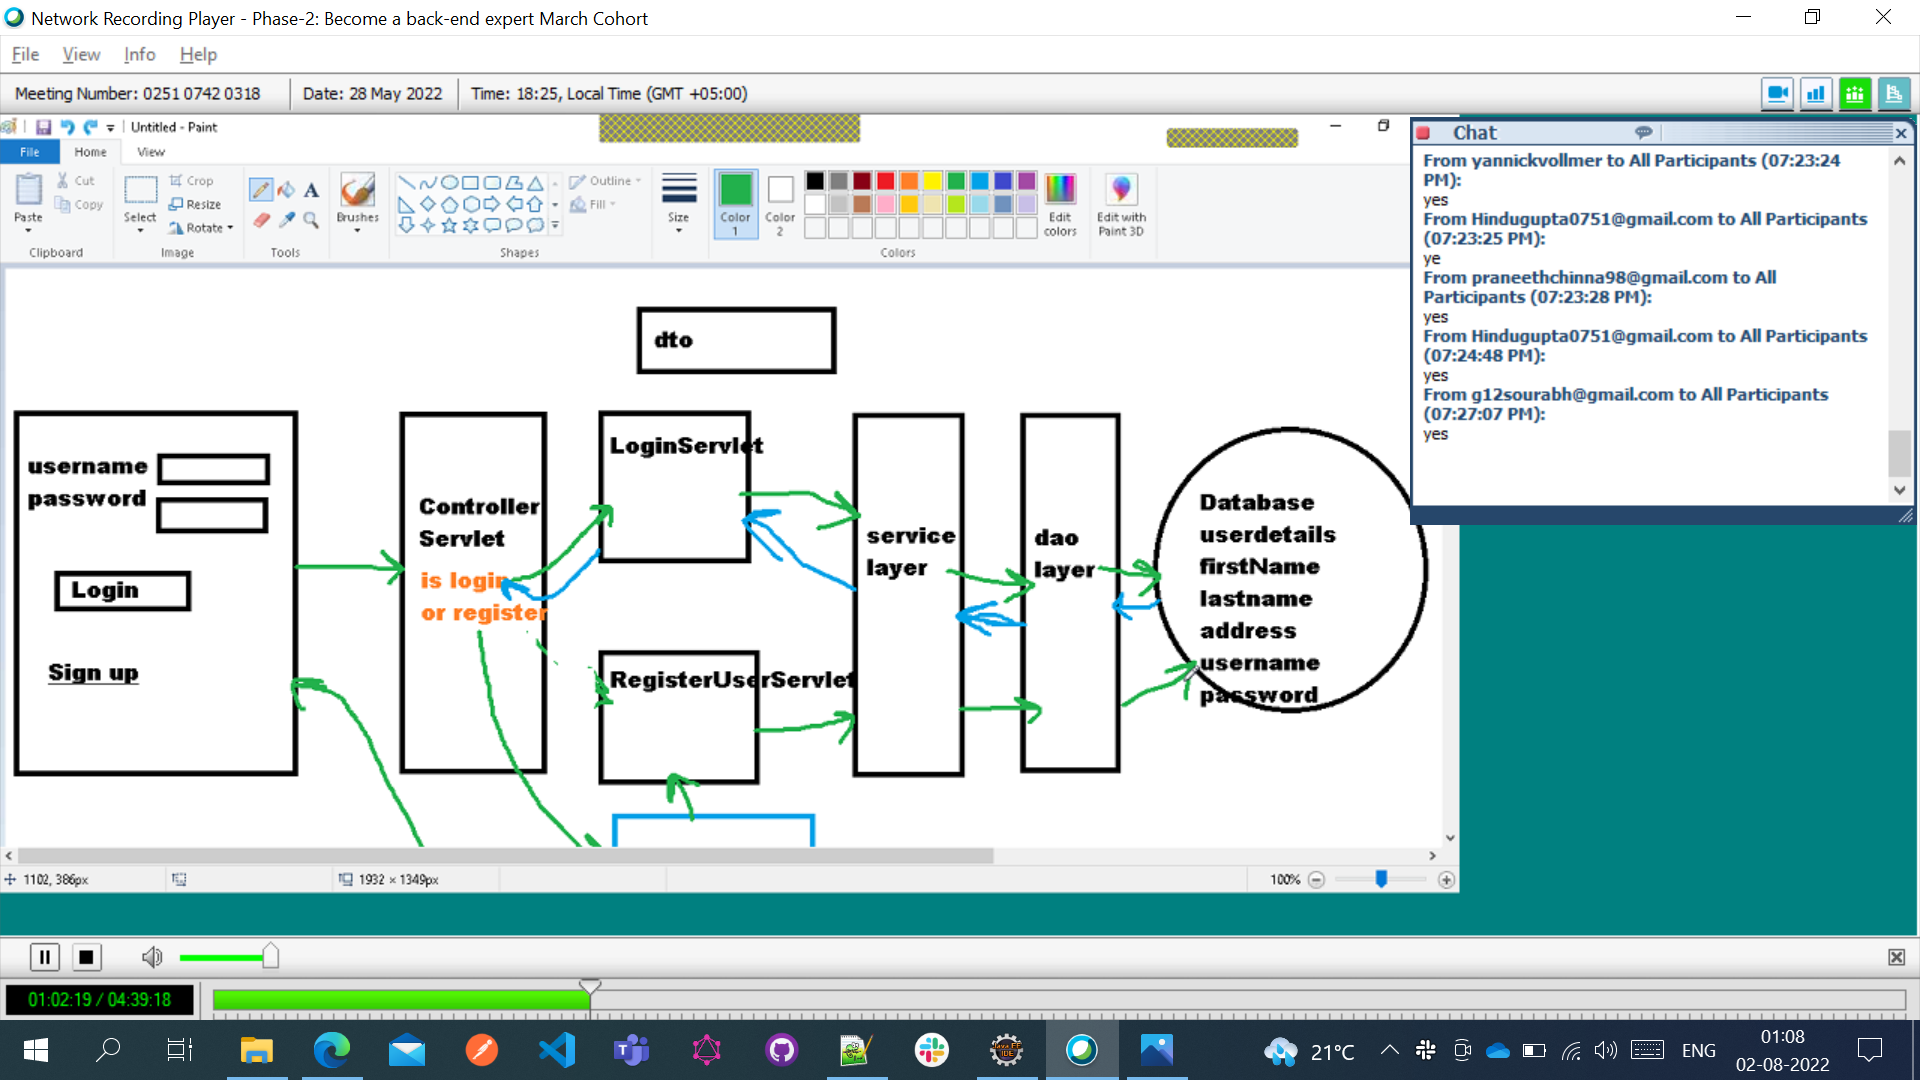 Network Recording Player - Phase-2: Become a back-end expert March Cohort
File View Info Help
Meeting Number: 0251 0742 0318 Date: 28 May 2022 Time: 18:25, Local Time (GMT +05:00)
Untitled - Paint
File Home View
Paste
Cut
Copy
Clipboard
Select
Crop
Resize
Rotate
Image
A
Tools
Brushes
Outline
Fill
Shapes
Size
Color
1
Color
2
Colors
Edit
colors
Edit with
Paint 3D
Chat
From yannickvollmer to All Participants (07:23:24
PM):
yes
From Hindugupta0751@gmail.com to All Participants
(07:23:25 PM):
ye
From praneethchinna98@gmail.com to All
Participants (07:23:28 PM):
yes
From Hindugupta0751@gmail.com to All Participants
(07:24:48 PM):
yes
From g12sourabh@gmail.com to All Participants
(07:27:07 PM):
yes
dto
username
password
Login
Sign up
Controller
Servlet
is login
or register
LoginServlet
RegisterUserServlet
service
layer
dao
layer
Database
userdetails
firstName
lastname
address
username
password
1102, 386px
1932 × 1349px
100%
01:02:19 / 04:39:18
Java EE
IDE
21°C
ENG
01:08
02-08-2022